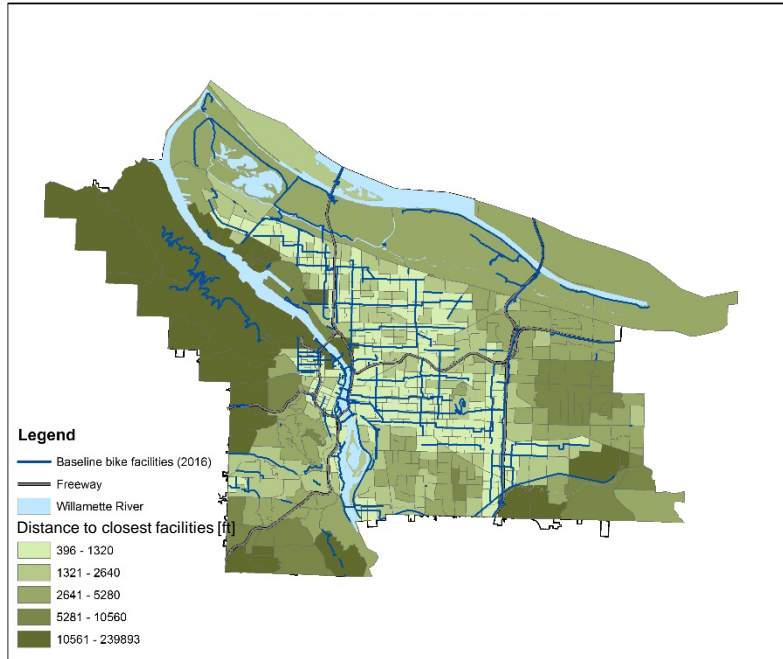 Legend
Baseline bike facilities (2016)
Freeway
Willamette River
Distance to closest facilities [ft]
396 - 1320
1321 - 2640
2641 - 5280
5281 - 10560
10561 - 239893